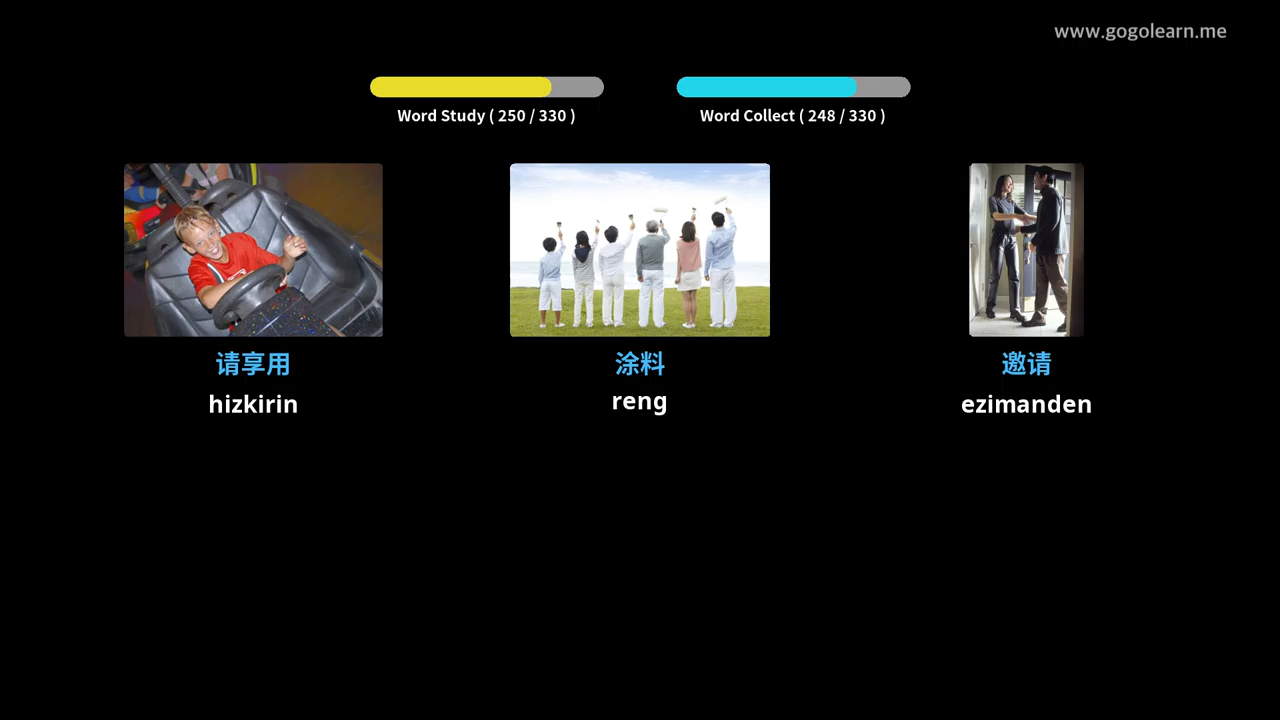 www.gogolearn.me
Word Study ( 250 / 330 )
Word Collect ( 248 / 330 )
请享用
hizkirin
涂料
reng
邀请
ezimanden